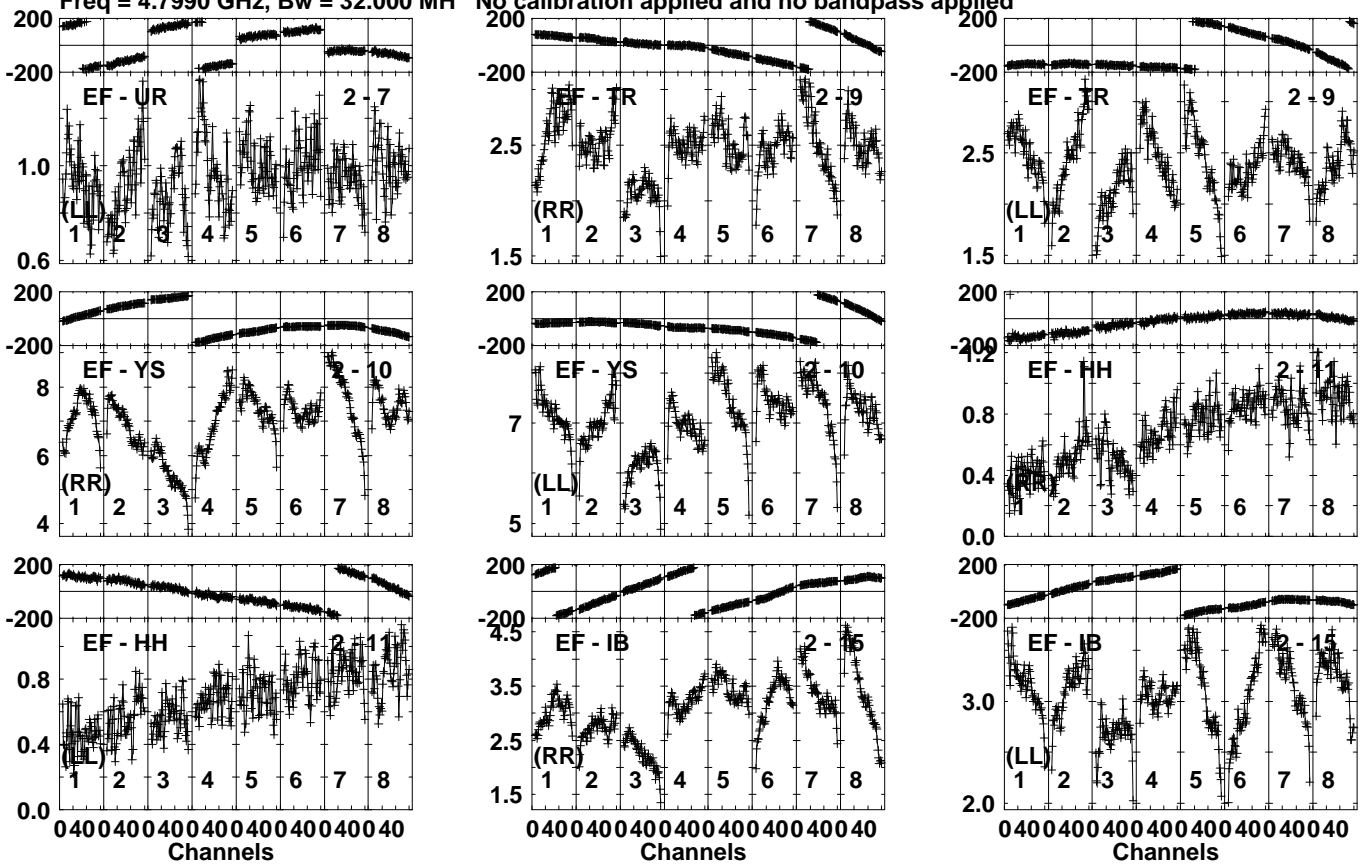 Freq = 4.7990 GHz, Bw = 32.000 MH No calibration applied and no bandpass applied
200
-200
EF - UR 2 - 7
1.0
(LL)
1 2 3 4 5 6 7 8
0.6
200
-200
EF - TR 2 - 9
2.5
(RR)
1 2 3 4 5 6 7 8
1.5
200
-200
EF - TR 2 - 9
2.5
(LL)
1 2 3 4 5 6 7 8
1.5
200
-200
EF - YS 2 - 10
8
6
(RR)
1 2 3 4 5 6 7 8
4
200
-200
EF - YS 2 - 10
7
(LL)
1 2 3 4 5 6 7 8
5
200
-200
1.2
EF - HH 2 - 11
0.8
0.4
(RR)
1 2 3 4 5 6 7 8
0.0
200
-200
EF - HH 2 - 11
0.8
0.4
(LL)
1 2 3 4 5 6 7 8
0.0
0 40 0 40 0 40 0 40 0 40 0 40 0 40 0 40
Channels
200
-200
4.5
EF - IB 2 - 15
3.5
2.5
(RR)
1 2 3 4 5 6 7 8
1.5
0 40 0 40 0 40 0 40 0 40 0 40 0 40 0 40
Channels
200
-200
EF - IB 2 - 15
3.0
(LL)
1 2 3 4 5 6 7 8
2.0
0 40 0 40 0 40 0 40 0 40 0 40 0 40 0 40
Channels